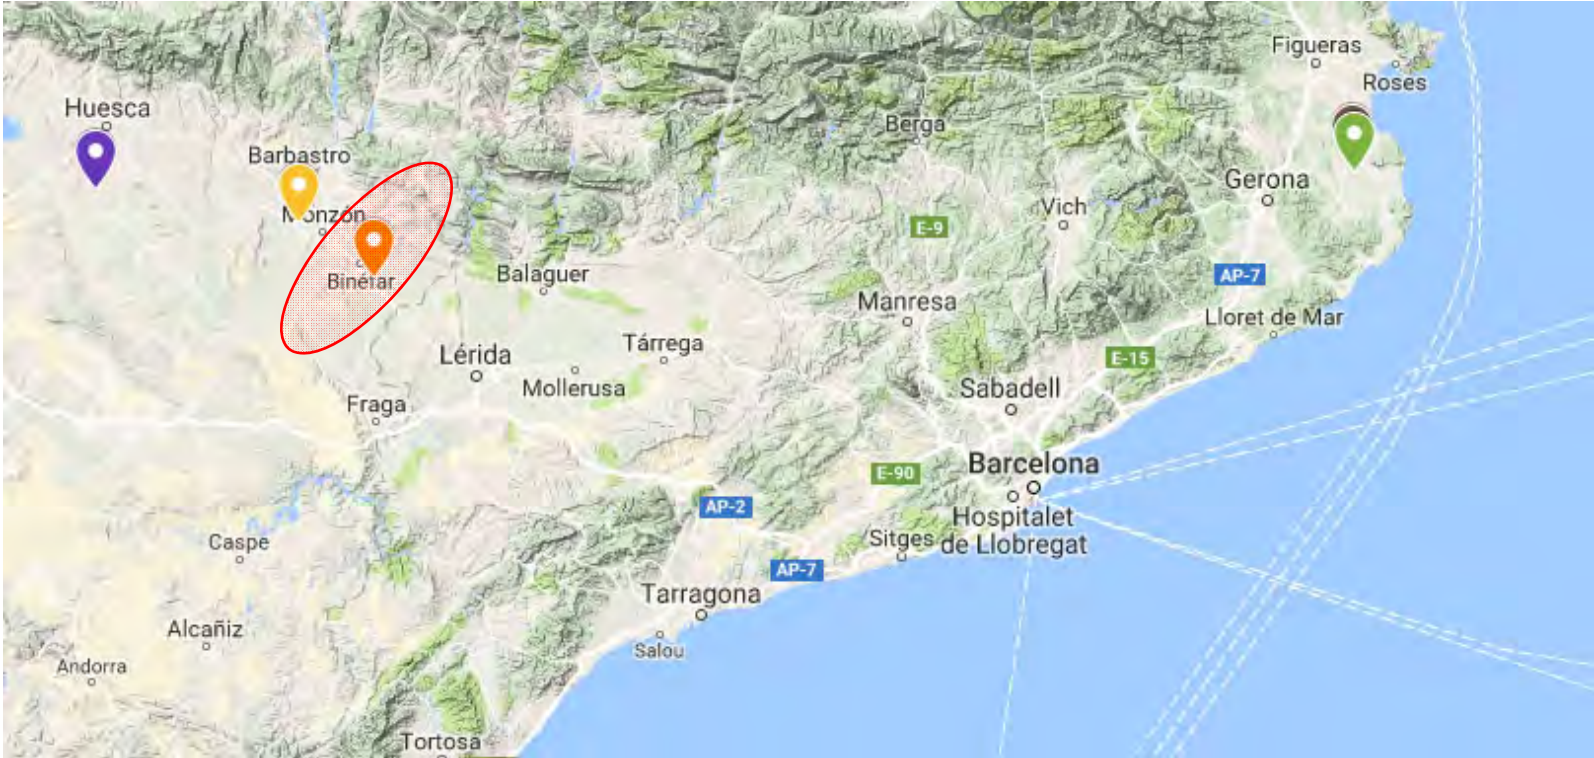 Figueras
Roses
Huesca
Berga
Barbastro
Gerona
Vich
Monzón
E-9
Balaguer
AP-7
Binéfar
Manresa
Lloret de Mar
Tárrega
Lérida
E-15
Mollerusa
Sabadell
Fraga
Barcelona
E-90
AP-2
Hospitalet
de Llobregat
Sitges
Caspe
AP-7
Tarragona
Alcañiz
Salou
Andorra
Tortosa